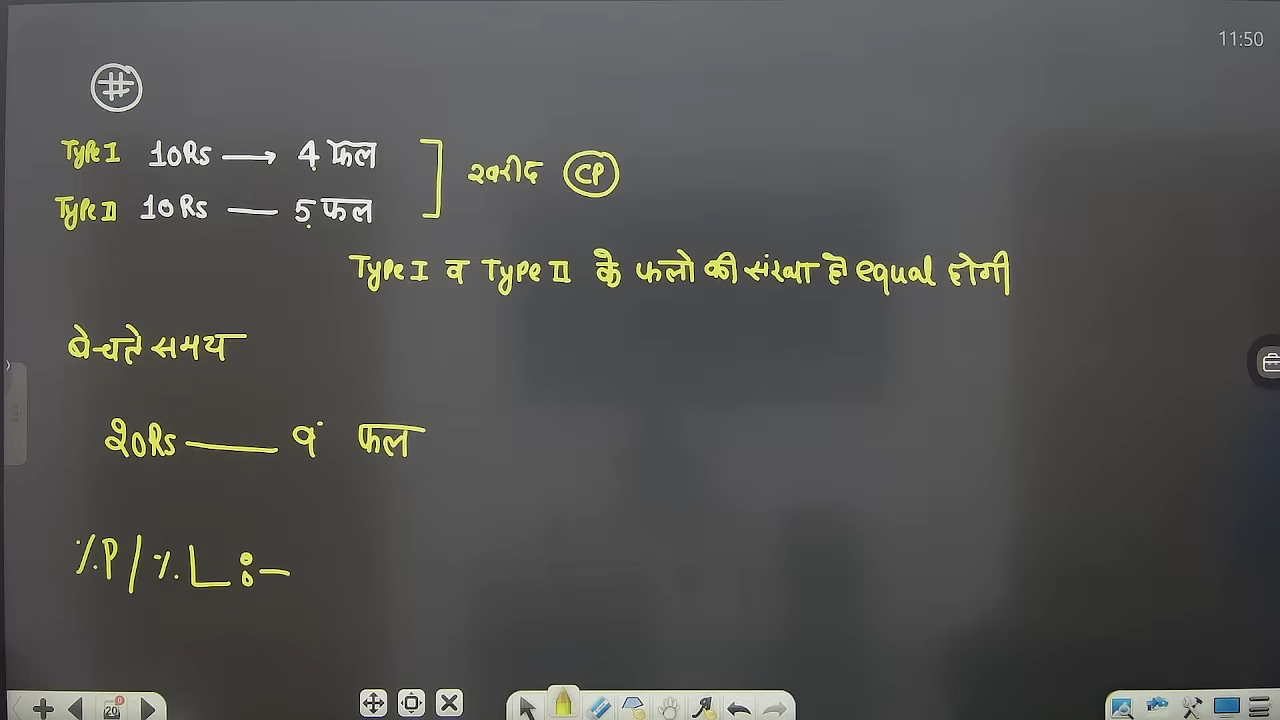 11:50
#
Type I 10Rs → 4 फल
Type II 10Rs — 5 फल
खरीद CP
Type I व Type II के फलो की संख्या ही equal होगी
बेचते समय
20Rs — 9 फल
%P/%L :-
20